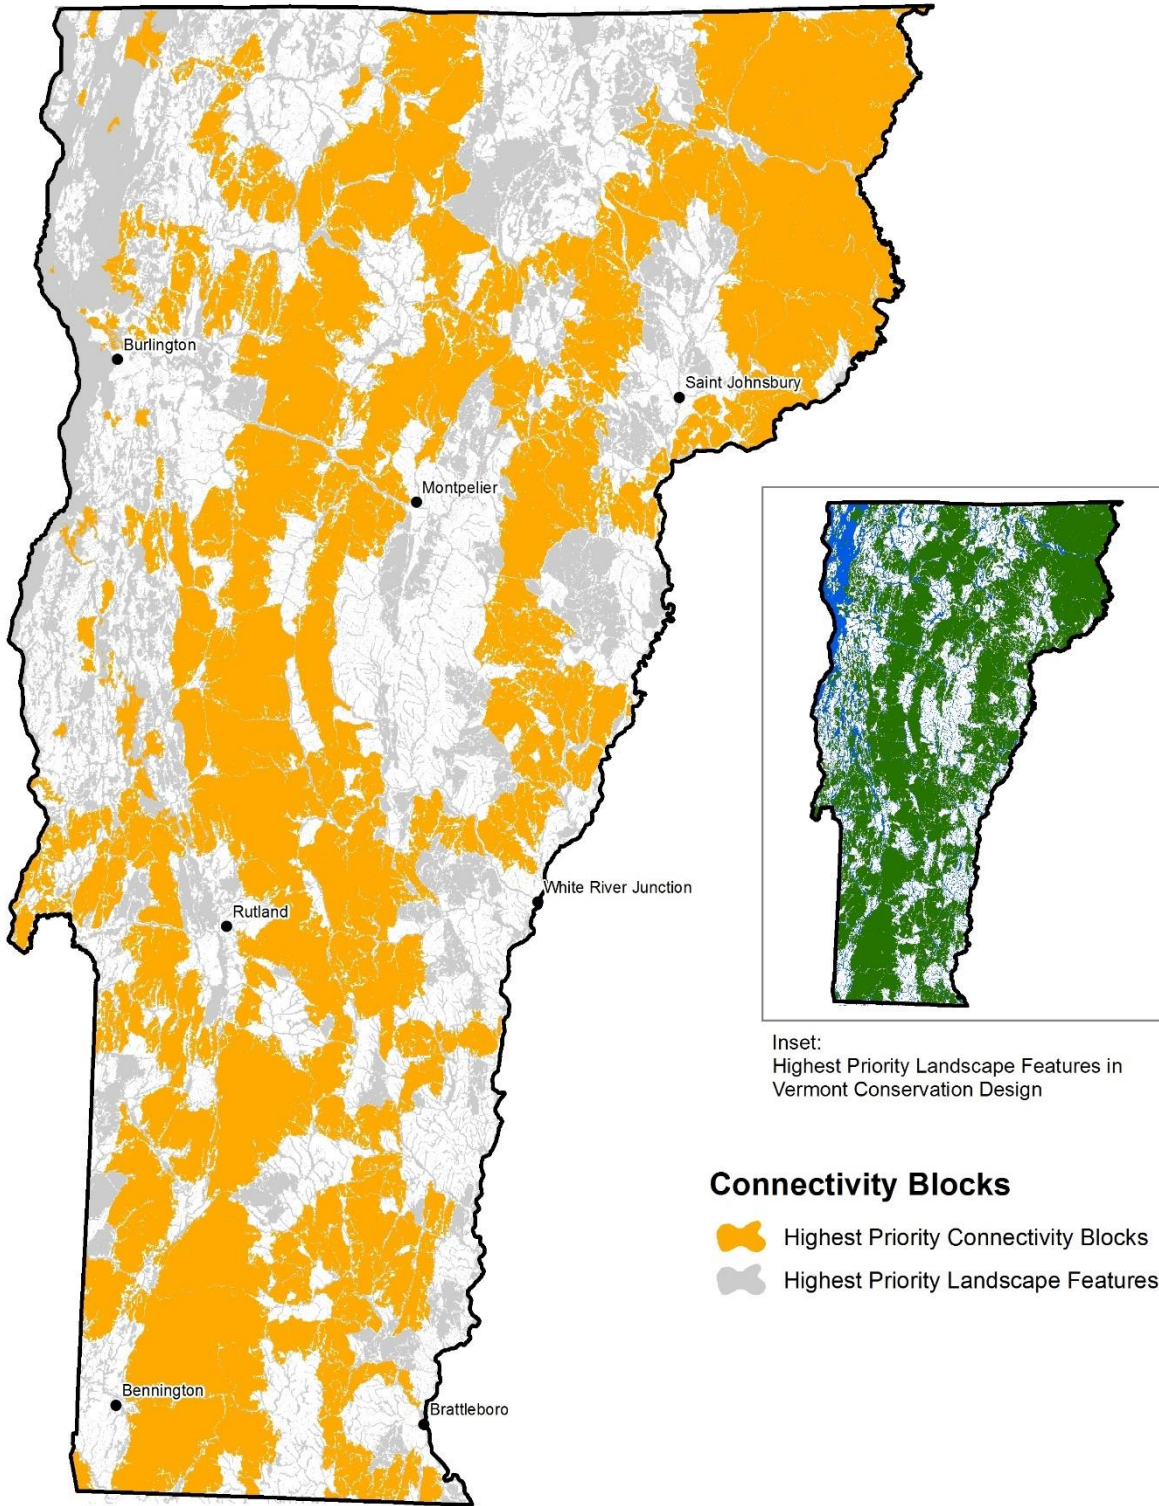 Burlington
Saint Johnsbury
Montpelier
White River Junction
Rutland
Inset:
Highest Priority Landscape Features in
Vermont Conservation Design
Connectivity Blocks
Highest Priority Connectivity Blocks
Highest Priority Landscape Features
Bennington
Brattleboro